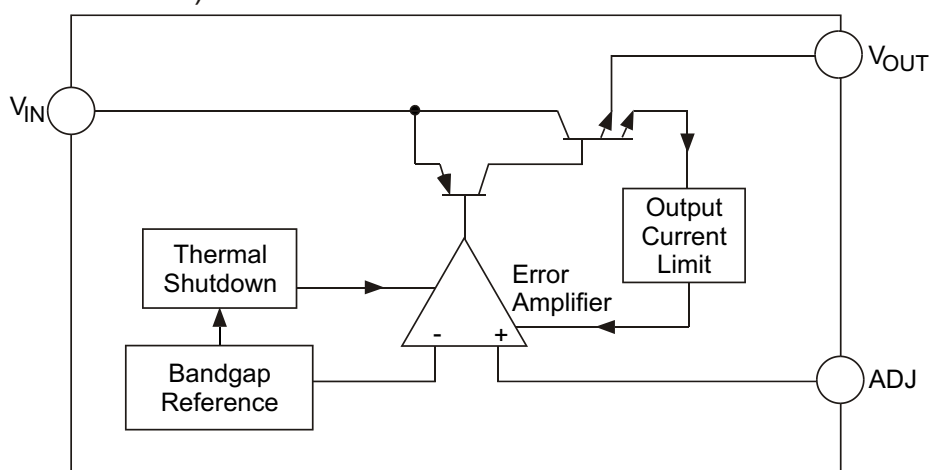 )
VOUT
VIN
Output
Current
Limit
Thermal
Shutdown
Error
Amplifier
- +
Bandgap
Reference
ADJ